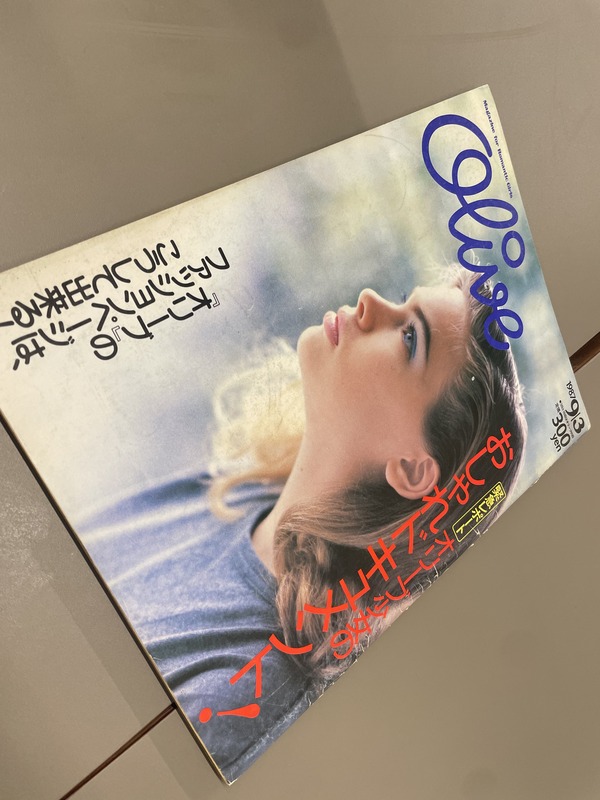 Magazine for Romantic Girls
Olive
1987 9/3
300
yen
緊急レポート
オリーブ少女の
おしゃれドキュメント!
『オリーブ』の
ファッションページは、
こうして出来る!